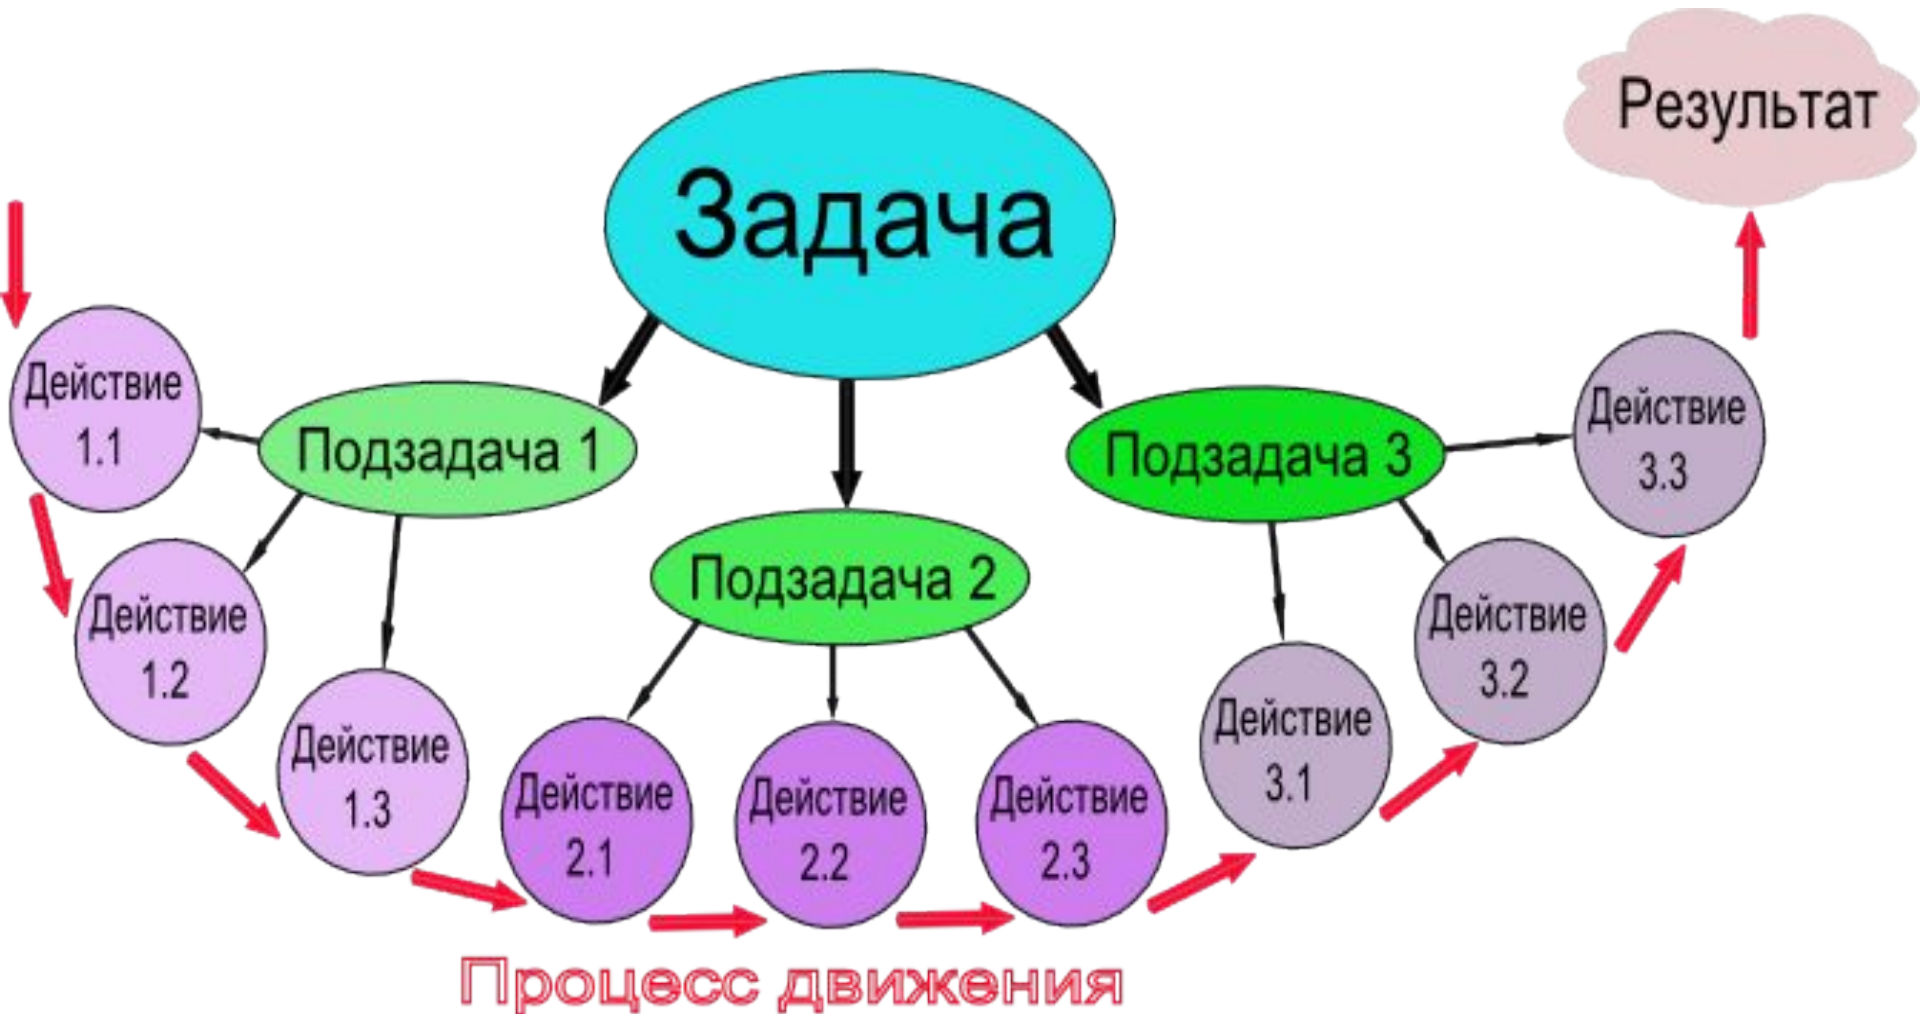 Результат
Задача
Действие
1.1
Подзадача 1
Подзадача 3
Действие
3.3
Подзадача 2
Действие
1.2
Действие
3.2
Действие
1.3
Действие
2.1
Действие
2.2
Действие
2.3
Действие
3.1
Процесс движения